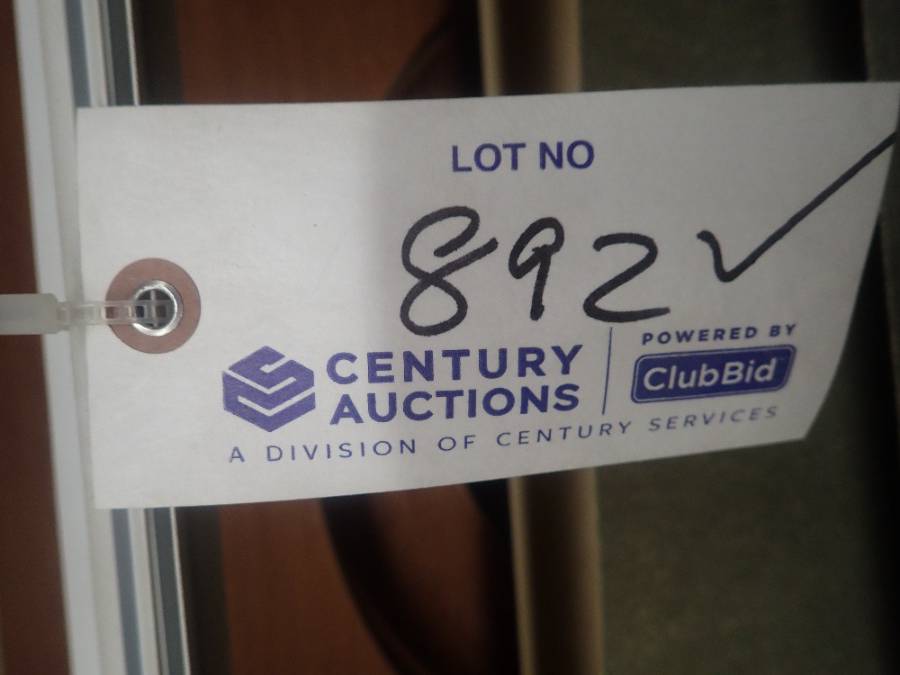 LOT NO
892 ✓
CENTURY
AUCTIONS
A DIVISION OF CENTURY SERVICES
POWERED BY
ClubBid